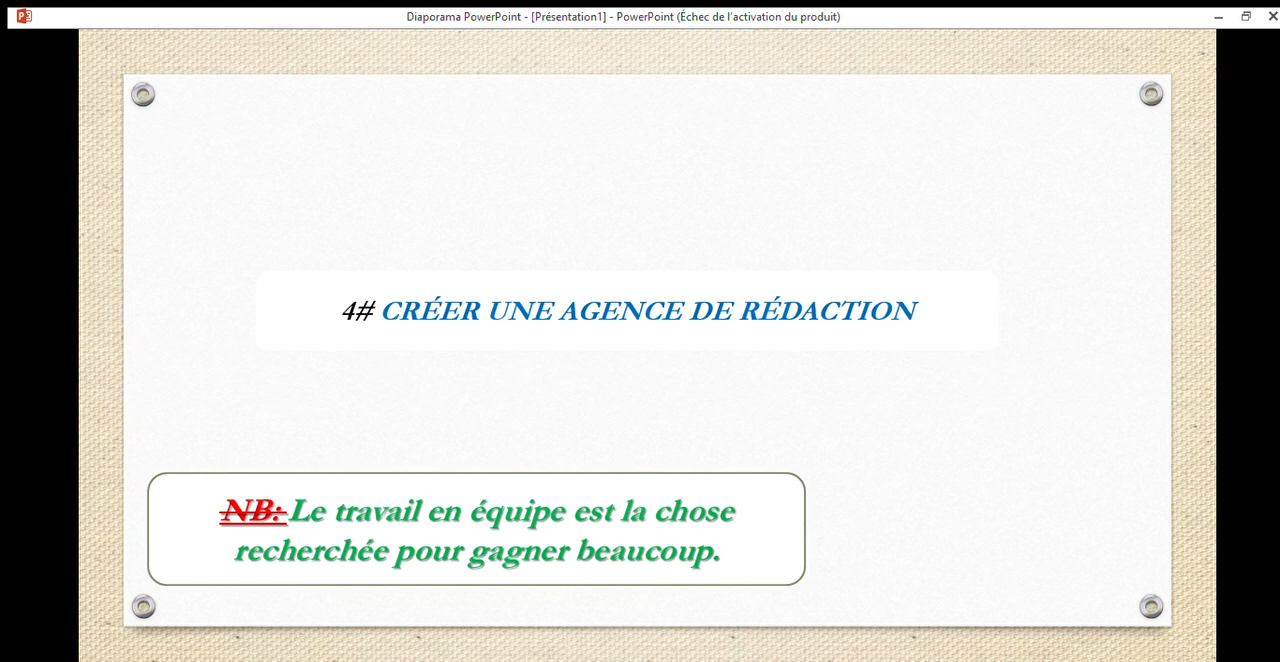 Diaporama PowerPoint - [Présentation1] - PowerPoint (Échec de l'activation du produit)
4# CRÉER UNE AGENCE DE RÉDACTION
NB: Le travail en équipe est la chose
recherchée pour gagner beaucoup.